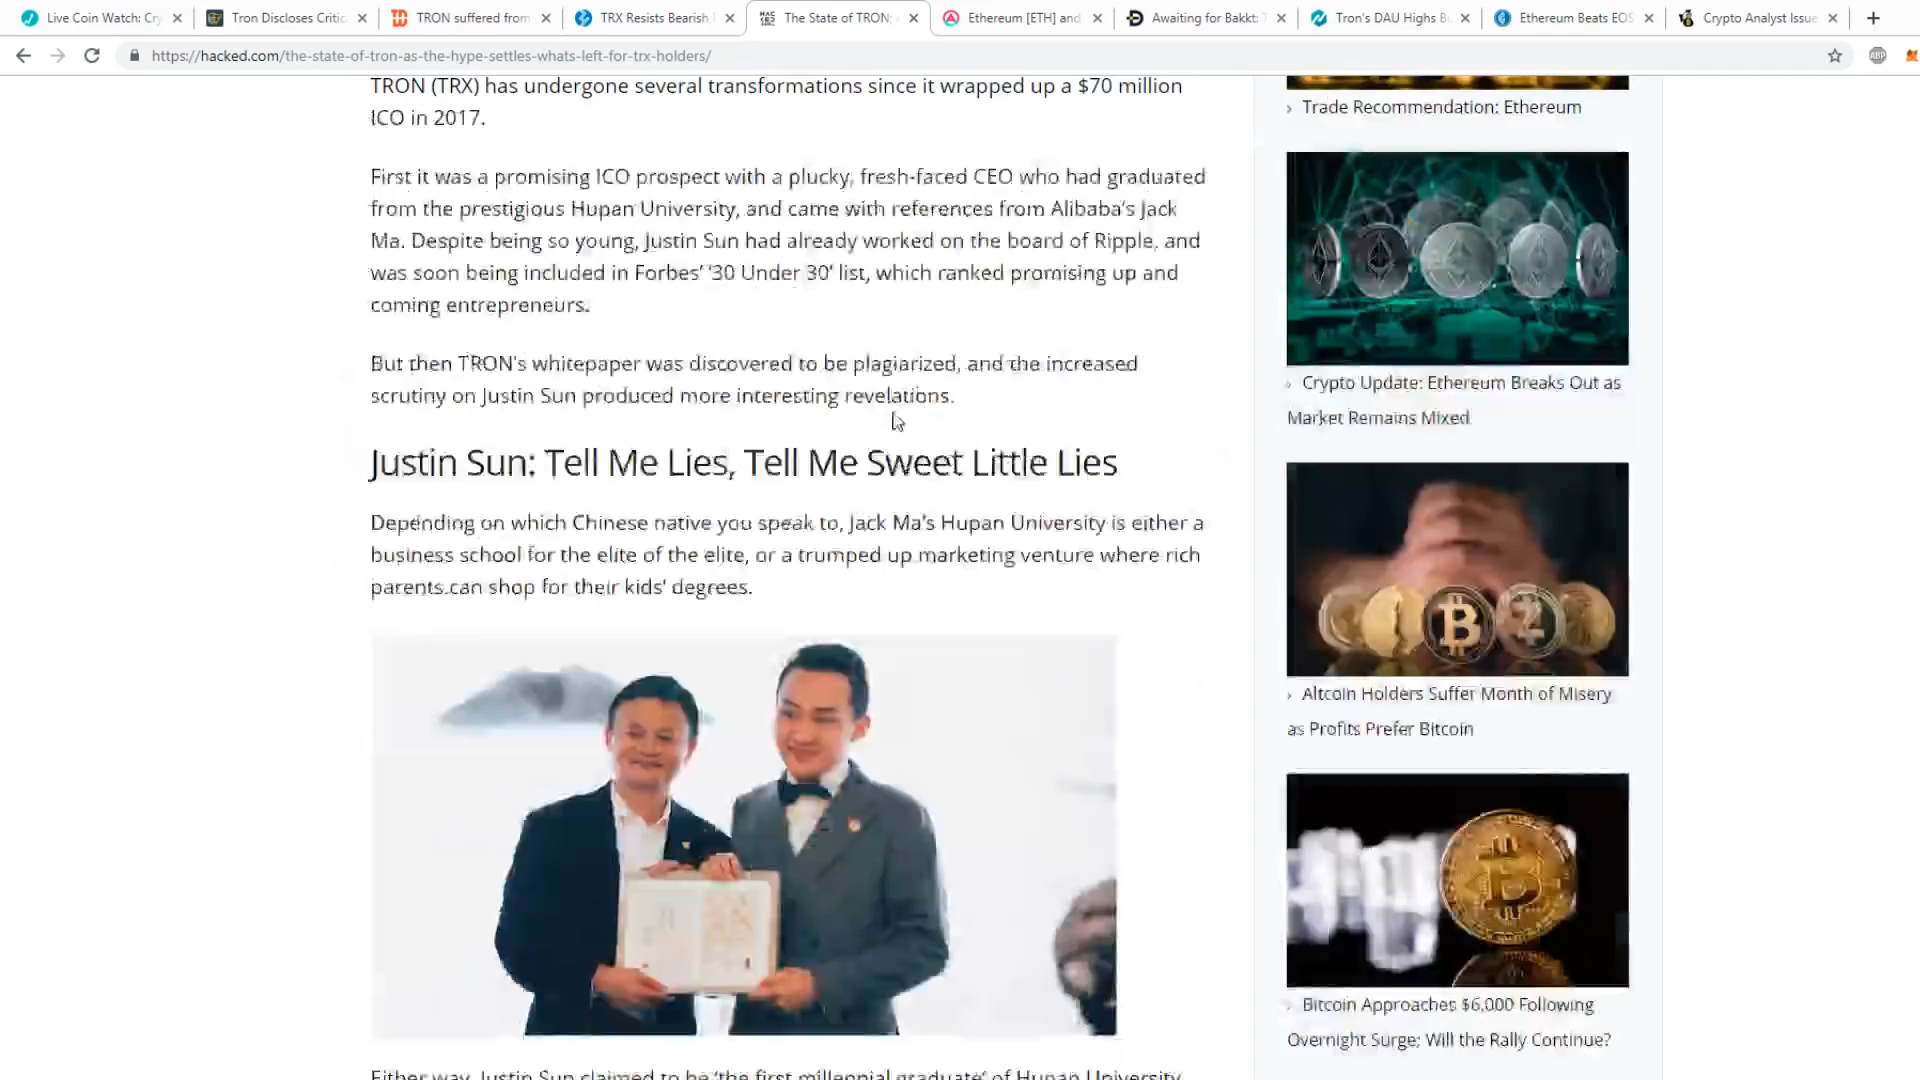 Live Coin Watch: Cry
Tron Discloses Critic
TRON suffered from
TRX Resists Bearish
The State of TRON;
Ethereum [ETH] and
Awaiting for Bakkt:
Tron's DAU Highs B
Ethereum Beats EOS
Crypto Analyst Issue
https://hacked.com/the-state-of-tron-as-the-hype-settles-whats-left-for-trx-holders/
ABP
TRON (TRX) has undergone several transformations since it wrapped up a $70 million
ICO in 2017.
First it was a promising ICO prospect with a plucky, fresh-faced CEO who had graduated
from the prestigious Hupan University, and came with references from Alibaba's Jack
Ma. Despite being so young, Justin Sun had already worked on the board of Ripple, and
was soon being included in Forbes' '30 Under 30' list, which ranked promising up and
coming entrepreneurs.
But then TRON's whitepaper was discovered to be plagiarized, and the increased
scrutiny on Justin Sun produced more interesting revelations.
Justin Sun: Tell Me Lies, Tell Me Sweet Little Lies
Depending on which Chinese native you speak to, Jack Ma's Hupan University is either a
business school for the elite of the elite, or a trumped up marketing venture where rich
parents can shop for their kids' degrees.
Either way, Justin Sun claimed to be 'the first millennial graduate' of Hupan University
› Trade Recommendation: Ethereum
› Crypto Update: Ethereum Breaks Out as
Market Remains Mixed
› Altcoin Holders Suffer Month of Misery
as Profits Prefer Bitcoin
› Bitcoin Approaches $6,000 Following
Overnight Surge; Will the Rally Continue?